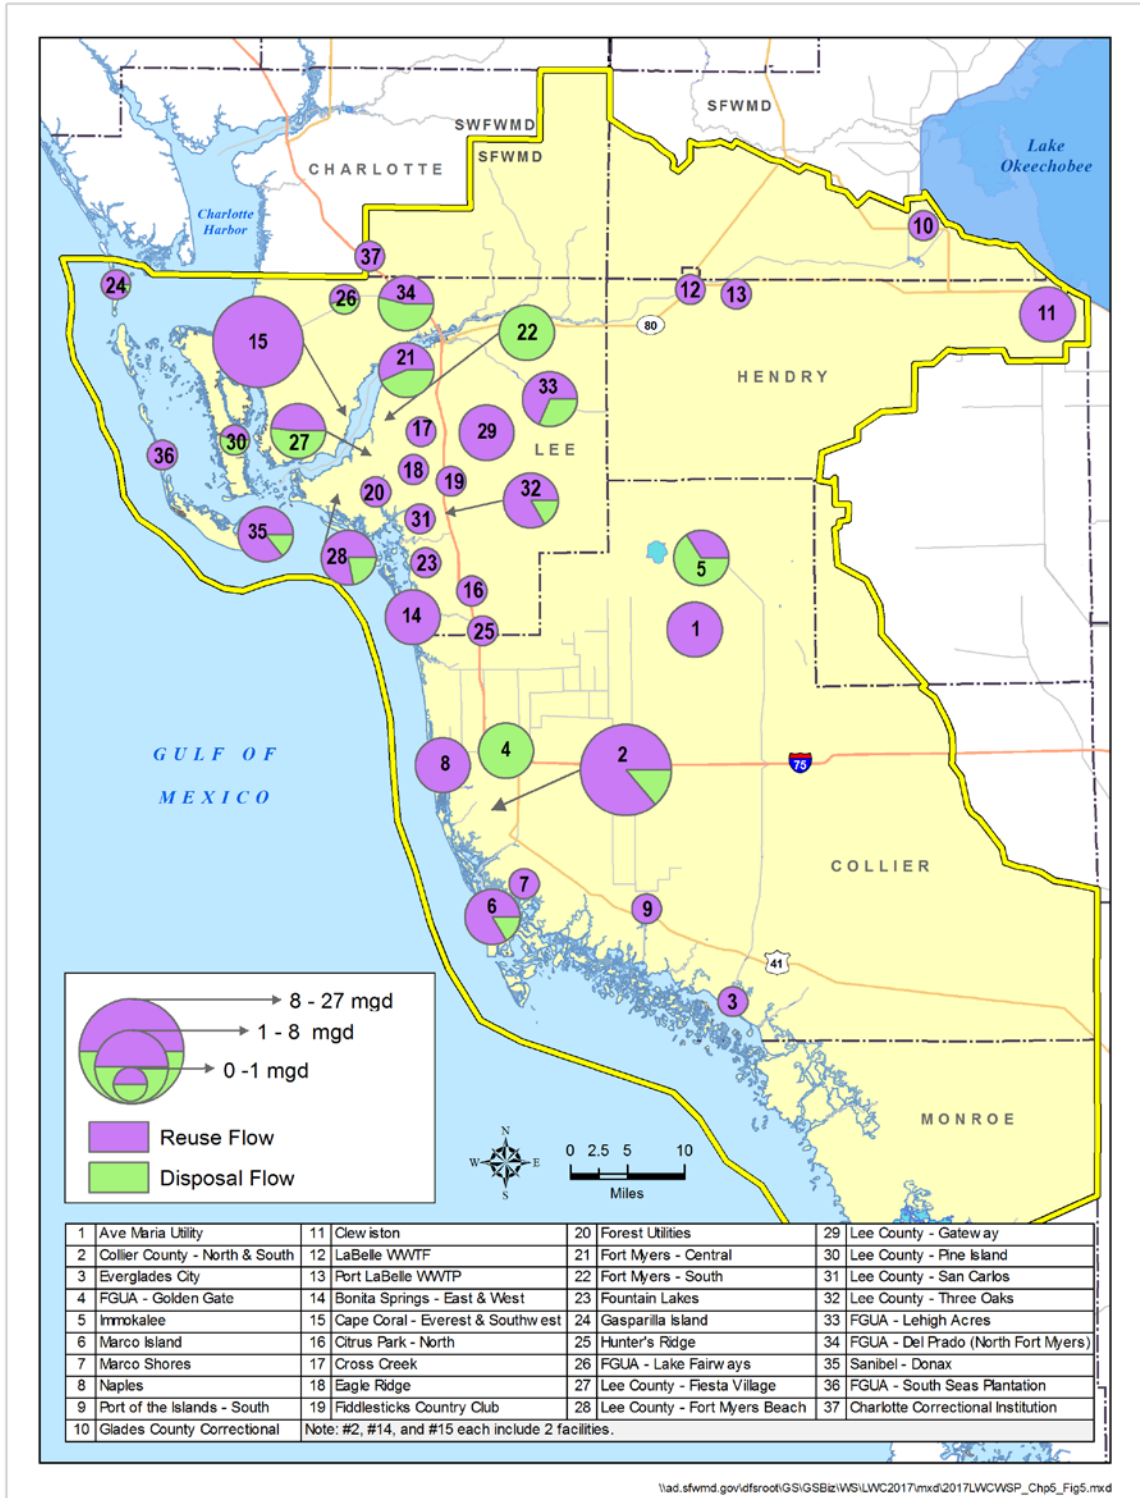 SFWMD
SWFWMD
SFWMD
CHARLOTTE
Lake
Okeechobee
Charlotte
Harbor
10
37
24
26
34
12
13
11
15
22
80
21
33
HENDRY
17
29
27
30
LEE
36
18
19
20
32
31
35
28
23
5
16
14
25
1
GULF OF
MEXICO
4
2
8
75
COLLIER
7
6
9
41
3
8 - 27 mgd
1 - 8 mgd
0 -1 mgd
MONROE
Reuse Flow
Disposal Flow
N
W E
S
0 2.5 5 10
Miles
1 Ave Maria Utility 11 Clewiston 20 Forest Utilities 29 Lee County - Gateway
2 Collier County - North & South 12 LaBelle WWTF 21 Fort Myers - Central 30 Lee County - Pine Island
3 Everglades City 13 Port LaBelle WWTP 22 Fort Myers - South 31 Lee County - San Carlos
4 FGUA - Golden Gate 14 Bonita Springs - East & West 23 Fountain Lakes 32 Lee County - Three Oaks
5 Immokalee 15 Cape Coral - Everest & Southwest 24 Gasparilla Island 33 FGUA - Lehigh Acres
6 Marco Island 16 Citrus Park - North 25 Hunter's Ridge 34 FGUA - Del Prado (North Fort Myers)
7 Marco Shores 17 Cross Creek 26 FGUA - Lake Fairways 35 Sanibel - Donax
8 Naples 18 Eagle Ridge 27 Lee County - Fiesta Village 36 FGUA - South Seas Plantation
9 Port of the Islands - South 19 Fiddlesticks Country Club 28 Lee County - Fort Myers Beach 37 Charlotte Correctional Institution
10 Glades County Correctional Note: #2, #14, and #15 each include 2 facilities.
\\ad.sfwmd.gov\dfsroot\GS\GSBiz\WS\LWC2017\mxd\2017LWCWSP_Chp5_Fig5.mxd